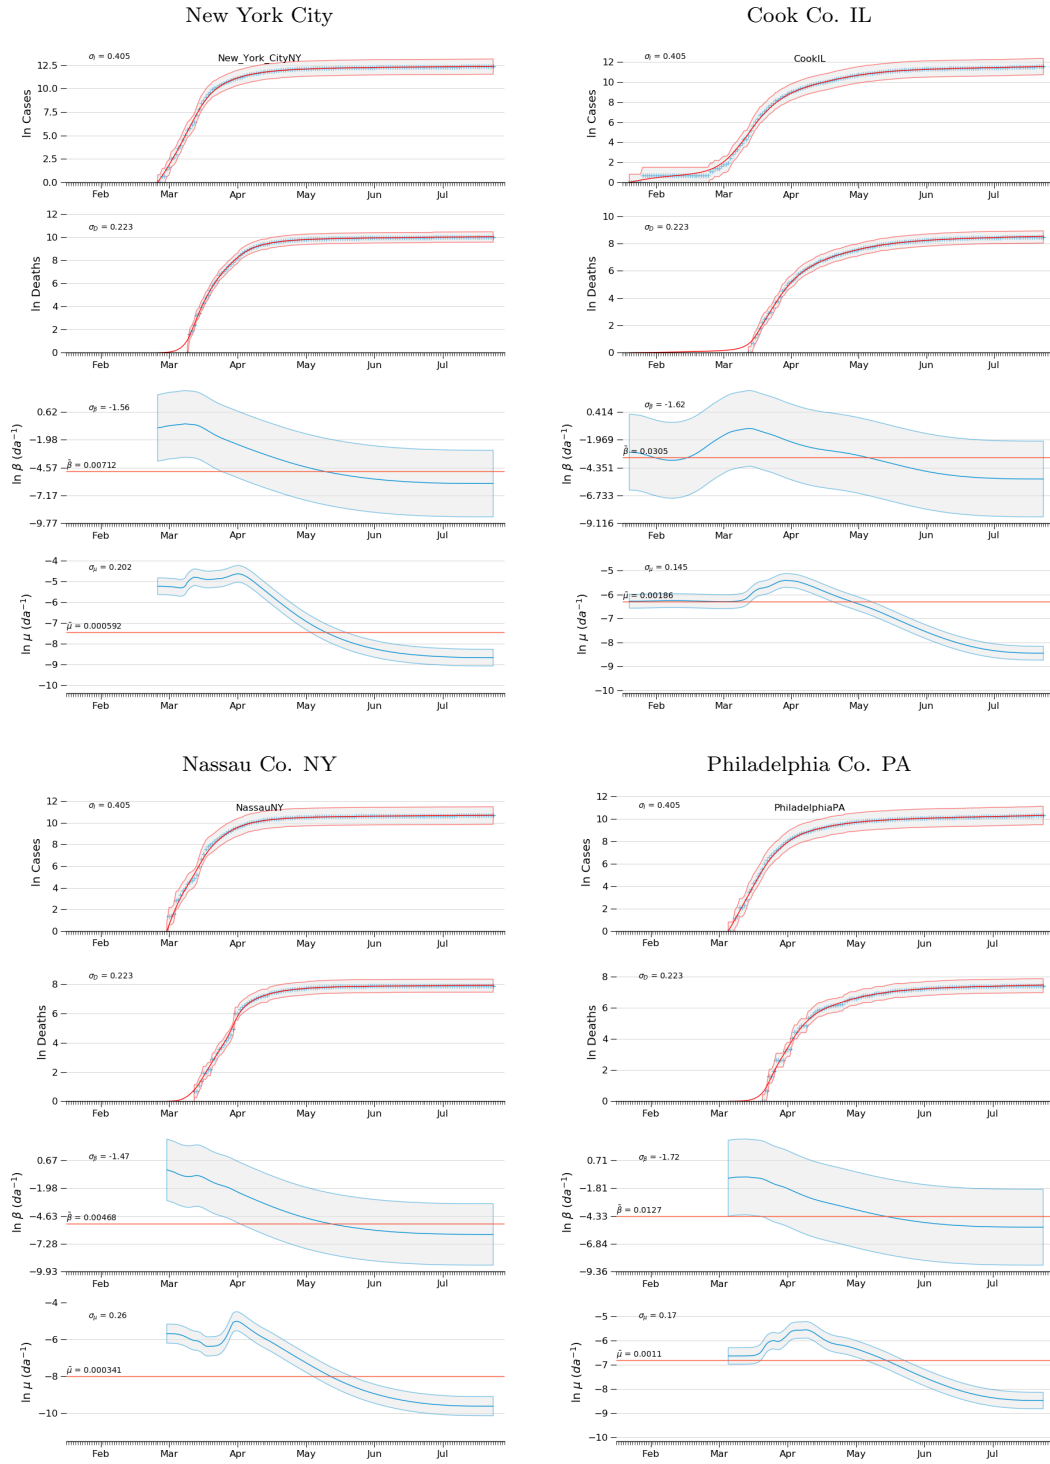 New York City
σ_I = 0.405
New_York_CityNY
ln Cases
12.5
10.0
7.5
5.0
2.5
0.0
Feb Mar Apr May Jun Jul
σ_D = 0.223
ln Deaths
12
10
8
6
4
2
0
Feb Mar Apr May Jun Jul
σ_β = -1.56
ln β (da⁻¹)
0.62
−1.98
−4.57
−7.17
−9.77
β̃ = 0.00712
Feb Mar Apr May Jun Jul
σ_μ = 0.202
ln μ (da⁻¹)
−4
−5
−6
−7
−8
−9
−10
μ̃ = 0.000592
Feb Mar Apr May Jun Jul
Cook Co. IL
σ_I = 0.405
CookIL
ln Cases
12
10
8
6
4
2
0
Feb Mar Apr May Jun Jul
σ_D = 0.223
ln Deaths
10
8
6
4
2
0
Feb Mar Apr May Jun Jul
σ_β = -1.62
ln β (da⁻¹)
0.414
−1.969
−4.351
−6.733
−9.116
β̃ = 0.0305
Feb Mar Apr May Jun Jul
σ_μ = 0.145
ln μ (da⁻¹)
−5
−6
−7
−8
−9
−10
μ̃ = 0.00186
Feb Mar Apr May Jun Jul
Nassau Co. NY
σ_I = 0.405
NassauNY
ln Cases
12
10
8
6
4
2
0
Feb Mar Apr May Jun Jul
σ_D = 0.223
ln Deaths
8
6
4
2
0
Feb Mar Apr May Jun Jul
σ_β = -1.47
ln β (da⁻¹)
0.67
−1.98
−4.63
−7.28
−9.93
β̃ = 0.00468
Feb Mar Apr May Jun Jul
σ_μ = 0.26
ln μ (da⁻¹)
−4
−6
−8
−10
μ̃ = 0.000341
Feb Mar Apr May Jun Jul
Philadelphia Co. PA
σ_I = 0.405
PhiladelphiaPA
ln Cases
12
10
8
6
4
2
0
Feb Mar Apr May Jun Jul
σ_D = 0.223
ln Deaths
8
6
4
2
0
Feb Mar Apr May Jun Jul
σ_β = -1.72
ln β (da⁻¹)
0.71
−1.81
−4.33
−6.84
−9.36
β̃ = 0.0127
Feb Mar Apr May Jun Jul
σ_μ = 0.17
ln μ (da⁻¹)
−5
−6
−7
−8
−9
−10
μ̃ = 0.0011
Feb Mar Apr May Jun Jul